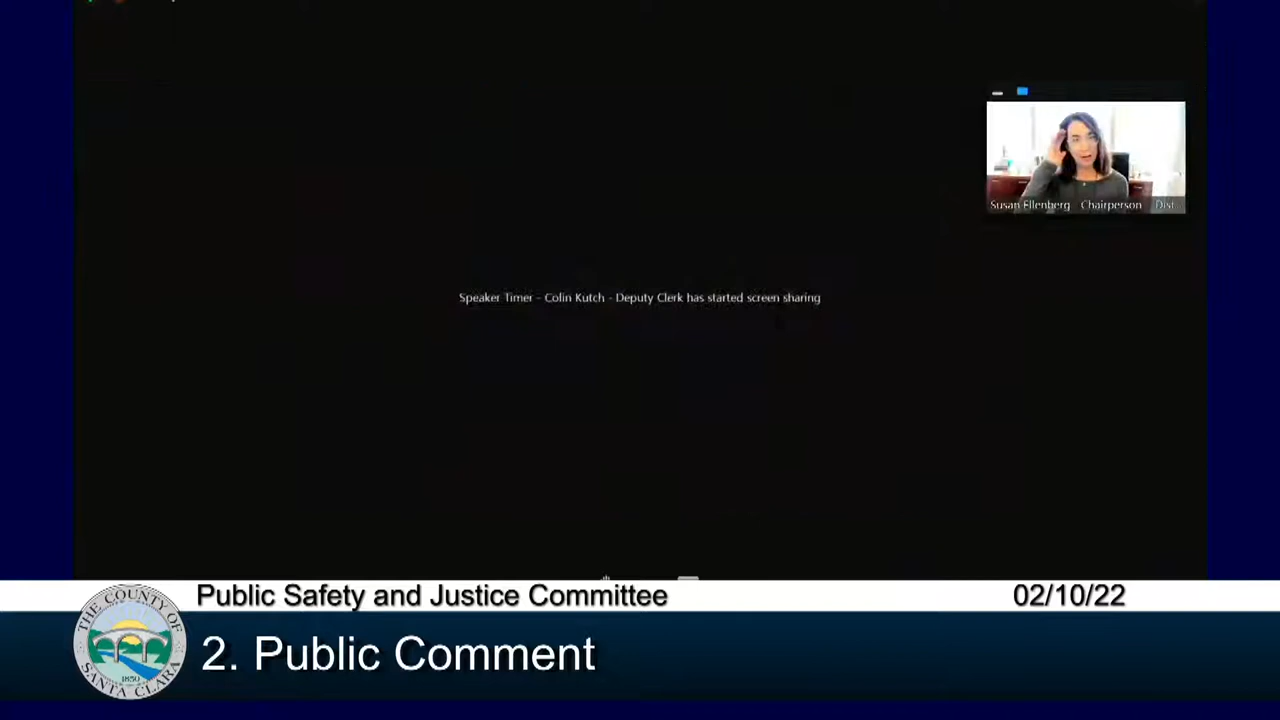 Susan Ellenberg Chairperson Dist
Speaker Timer - Colin Kutch - Deputy Clerk has started screen sharing
Public Safety and Justice Committee 02/10/22
THE COUNTY OF
SANTA CLARA
1850
2. Public Comment